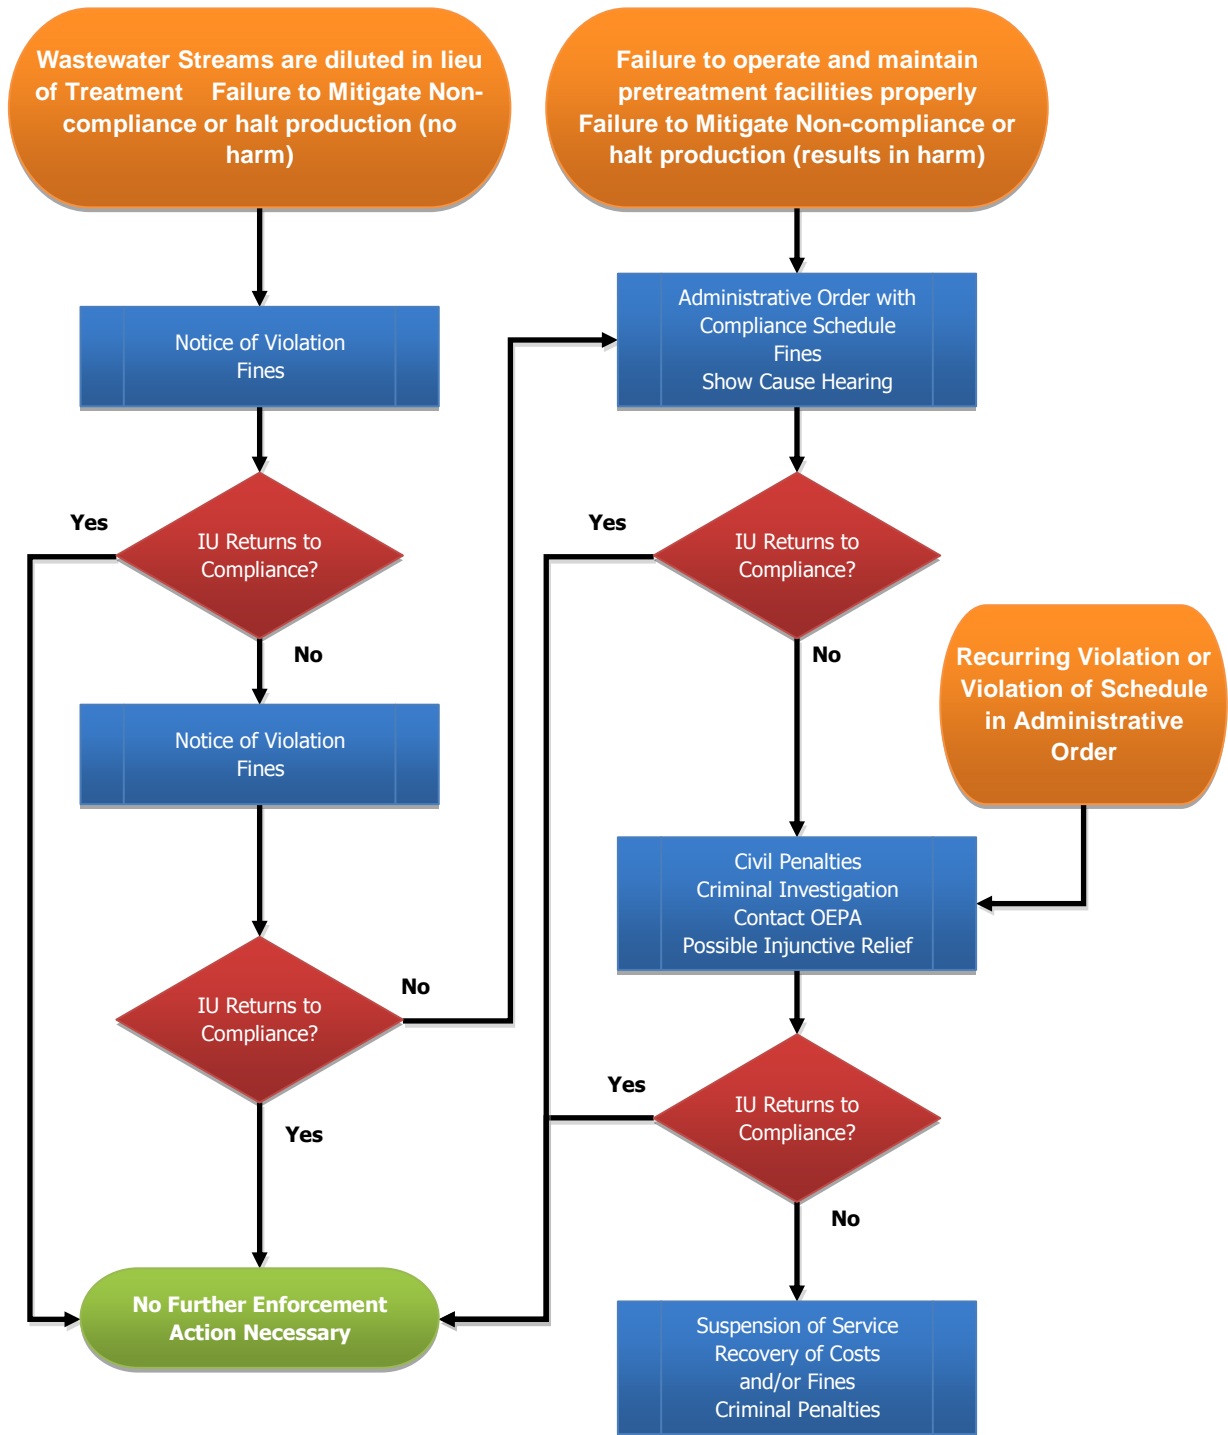 Wastewater Streams are diluted in lieu
of Treatment    Failure to Mitigate Non-
compliance or halt production (no
harm)
Failure to operate and maintain
pretreatment facilities properly
Failure to Mitigate Non-compliance or
halt production (results in harm)
Notice of Violation
Fines
Administrative Order with
Compliance Schedule
Fines
Show Cause Hearing
Yes
IU Returns to
Compliance?
No
Yes
IU Returns to
Compliance?
No
Recurring Violation or
Violation of Schedule
in Administrative
Order
Notice of Violation
Fines
Civil Penalties
Criminal Investigation
Contact OEPA
Possible Injunctive Relief
IU Returns to
Compliance?
No
Yes
Yes
IU Returns to
Compliance?
No
No Further Enforcement
Action Necessary
Suspension of Service
Recovery of Costs
and/or Fines
Criminal Penalties